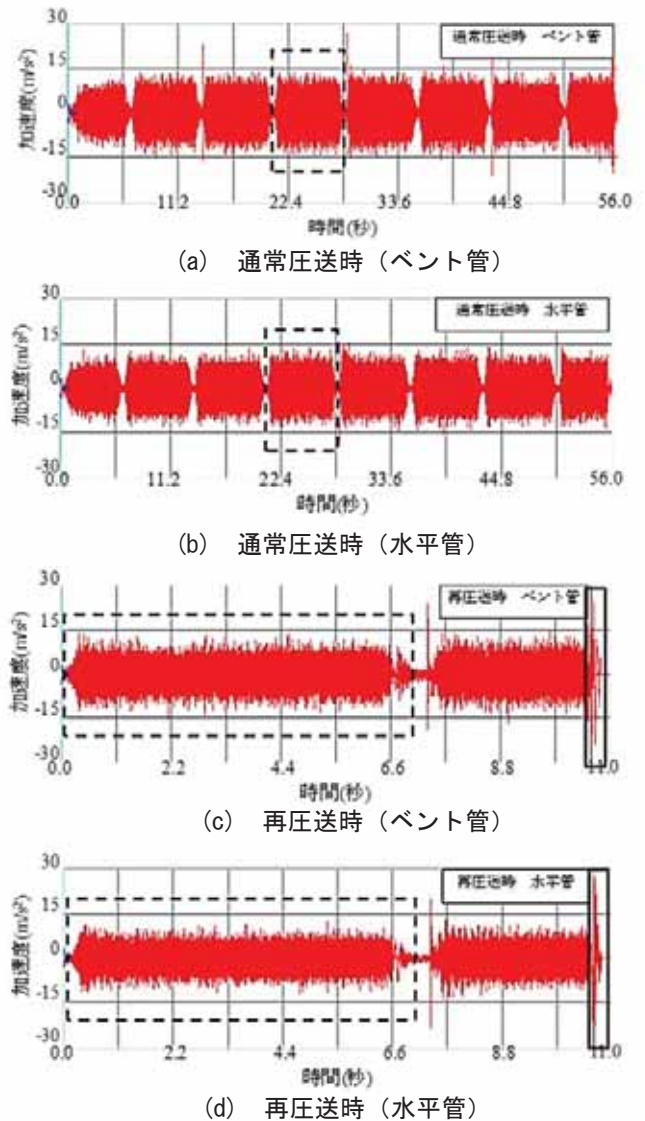 30
通常圧送時 ベント管
15
0
-15
-30
加速度(m/s²)
0.0 11.2 22.4 33.6 44.8 56.0
時間(秒)
(a) 通常圧送時（ベント管）
30
通常圧送時 水平管
15
0
-15
-30
加速度(m/s²)
0.0 11.2 22.4 33.6 44.8 56.0
時間(秒)
(b) 通常圧送時（水平管）
30
再圧送時 ベント管
15
0
-15
-30
加速度(m/s²)
0.0 2.2 4.4 6.6 8.8 11.0
時間(秒)
(c) 再圧送時（ベント管）
30
再圧送時 水平管
15
0
-15
-30
加速度(m/s²)
0.0 2.2 4.4 6.6 8.8 11.0
時間(秒)
(d) 再圧送時（水平管）